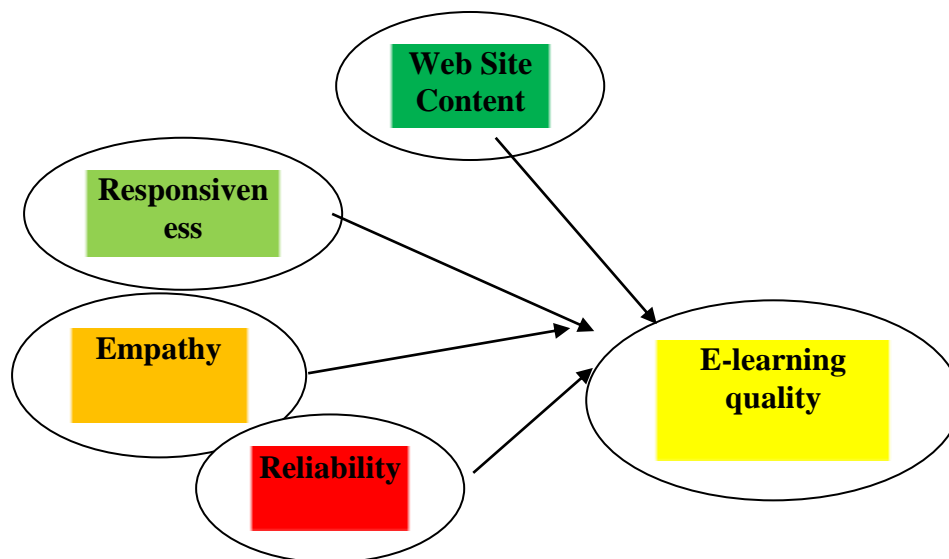 Web Site
Content
Responsiven
ess
Empathy
E-learning
quality
Reliability